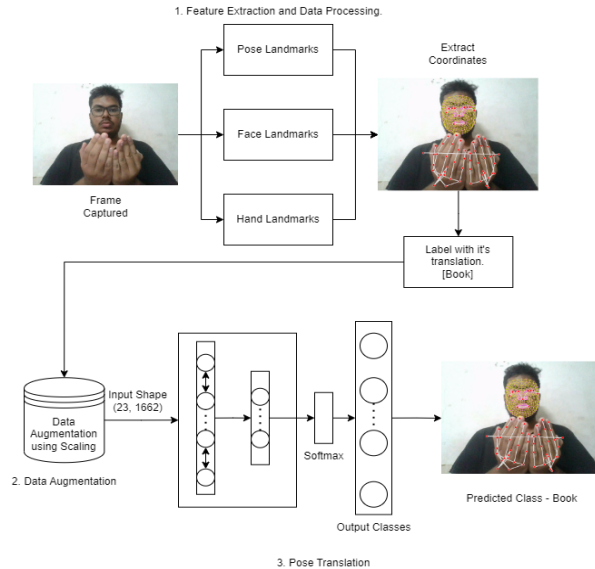 1. Feature Extraction and Data Processing.
Pose Landmarks
Extract
Coordinates
Face Landmarks
Frame
Captured
Hand Landmarks
Label with it's
translation.
[Book]
Input Shape
(23, 1662)
Data
Augmentation
using Scaling
2. Data Augmentation
Softmax
Output Classes
Predicted Class - Book
3. Pose Translation